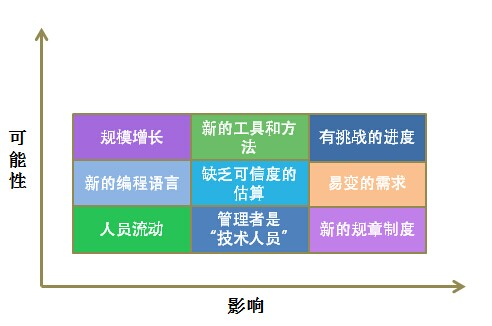 可能性
规模增长
新的工具和方
法
有挑战的进度
新的编程语言
缺乏可信度的
估算
易变的需求
人员流动
管理者是
“技术人员”
新的规章制度
影响